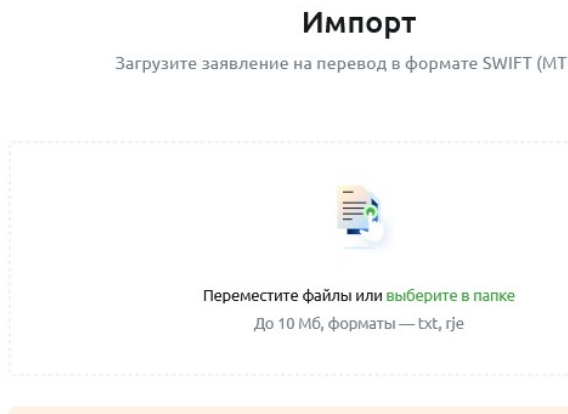 Импорт
Загрузите заявление на перевод в формате SWIFT (MT
Переместите файлы или выберите в папке
До 10 Мб, форматы — txt, rje